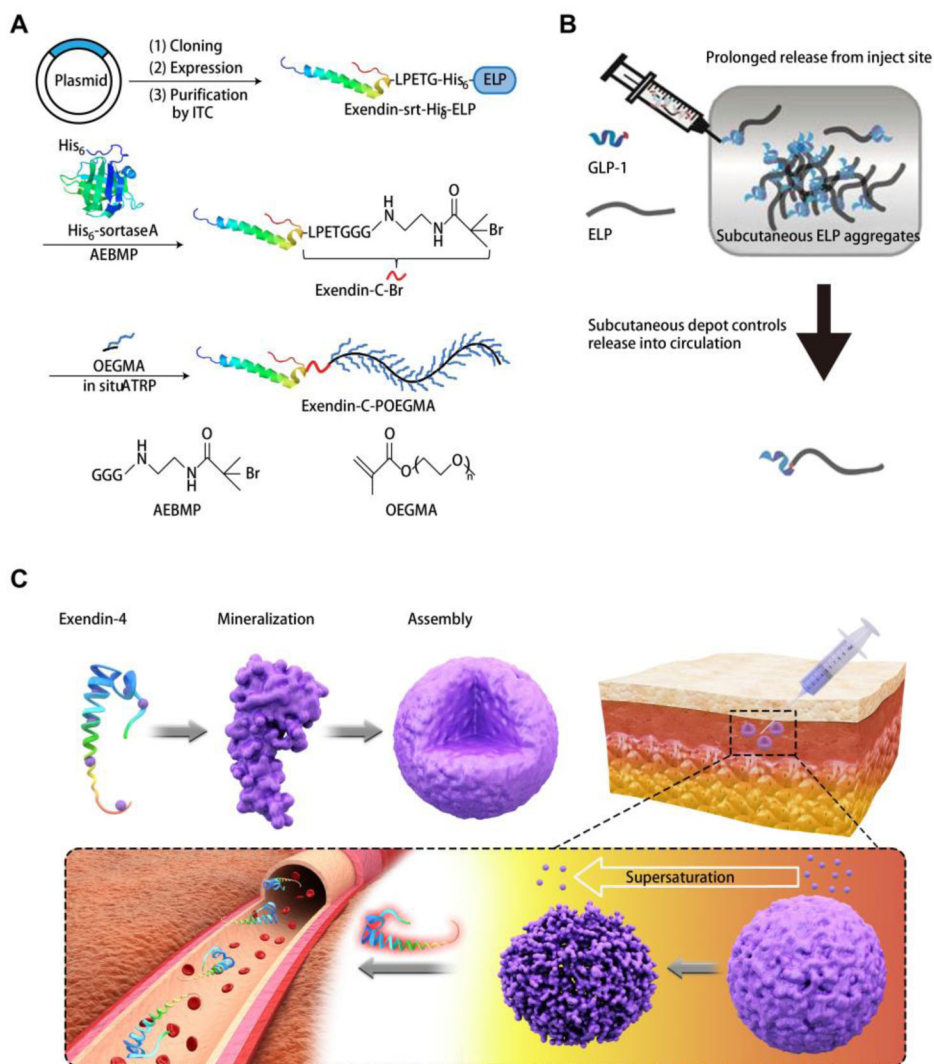 A
Plasmid
(1) Cloning
(2) Expression
(3) Purification
by ITC
LPETG-His6-
ELP
Exendin-srt-His6-ELP
His6
His6-sortaseA
AEBMP
LPETGGG
H
N
N
H
O
Br
Exendin-C-Br
OEGMA
in situATRP
Exendin-C-POEGMA
GGG
H
N
N
H
O
Br
AEBMP
O
O
O
n
OEGMA
B
Prolonged release from inject site
GLP-1
ELP
Subcutaneous ELP aggregates
Subcutaneous depot controls
release into circulation
C
Exendin-4
Mineralization
Assembly
Supersaturation